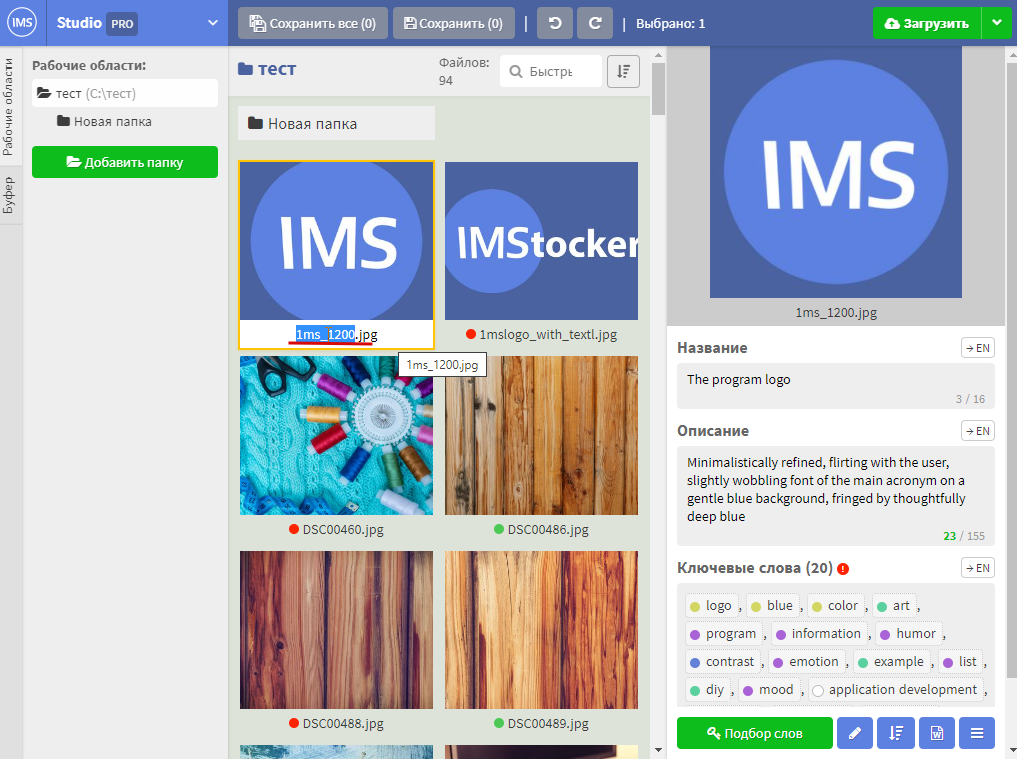 IMS
Studio PRO
Сохранить все (0)
Сохранить (0)
Выбрано: 1
Загрузить
Рабочие области
Буфер
Рабочие области:
тест (C:\тест)
Новая папка
Добавить папку
тест
Файлов:
94
Быстрь
Новая папка
IMS
1ms_1200.jpg
IMStocker
1mslogo_with_textl.jpg
1ms_1200.jpg
DSC00460.jpg
DSC00486.jpg
DSC00488.jpg
DSC00489.jpg
IMS
1ms_1200.jpg
Название
→ EN
The program logo
3 / 16
Описание
→ EN
Minimalistically refined, flirting with the user,
slightly wobbling font of the main acronym on a
gentle blue background, fringed by thoughtfully
deep blue
23 / 155
Ключевые слова (20)
→ EN
logo , blue , color , art ,
program , information , humor ,
contrast , emotion , example , list ,
diy , mood , application development ,
Подбор слов